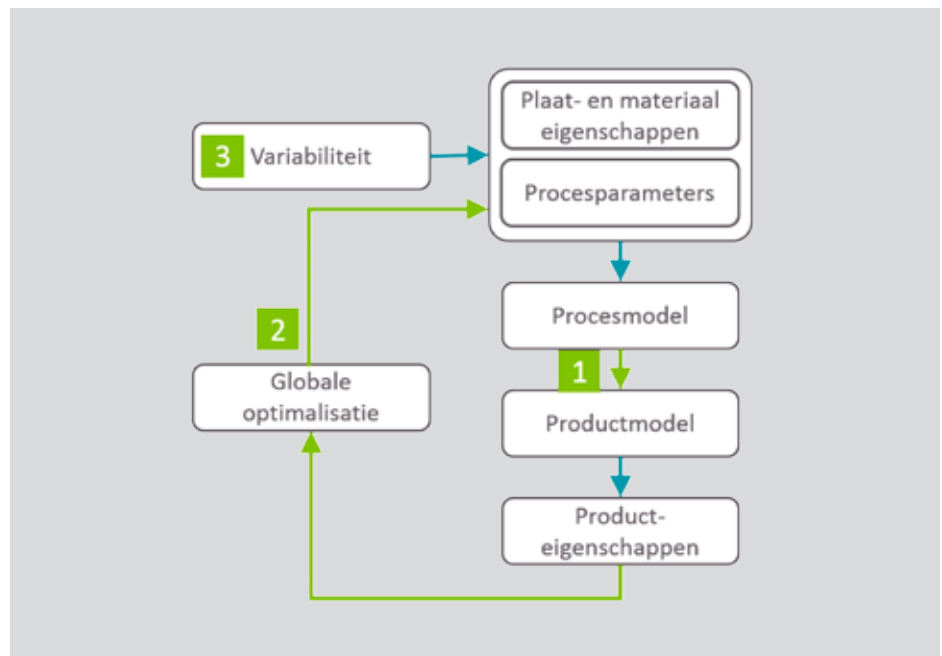 Plaat- en materiaal
eigenschappen
3 Variabiliteit
Procesparameters
2
Procesmodel
1
Globale
optimalisatie
Productmodel
Product-
eigenschappen